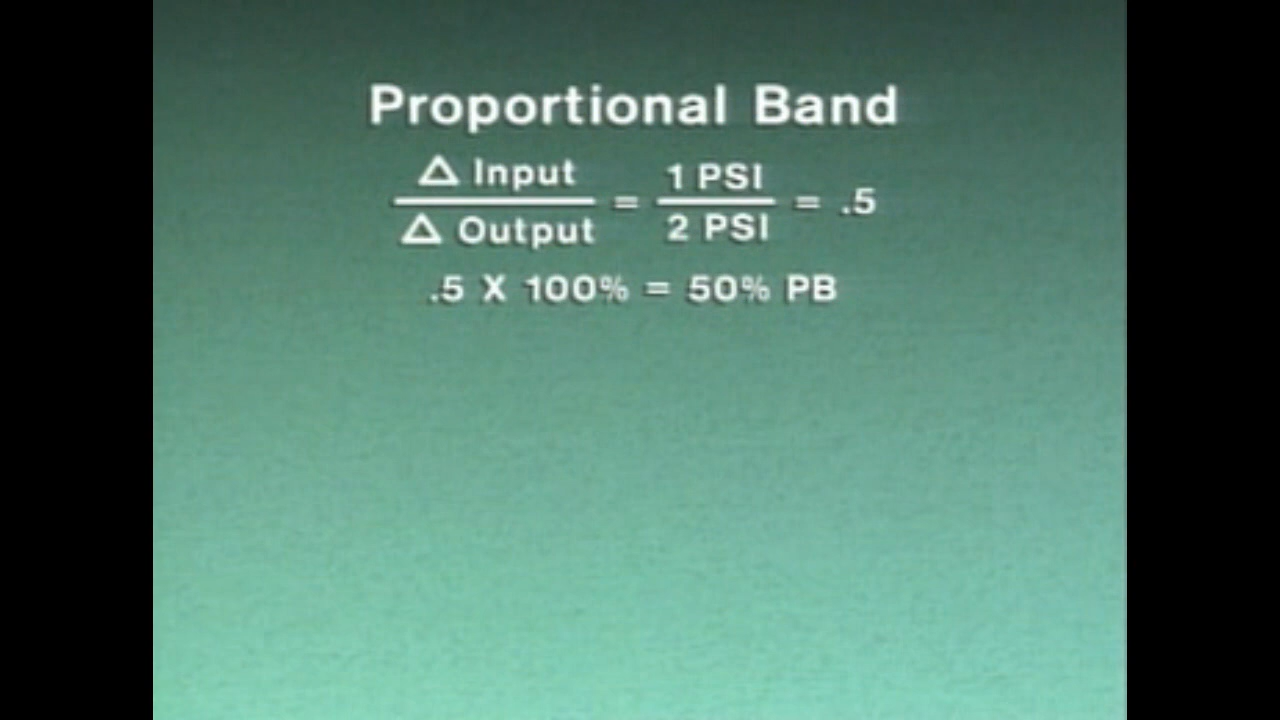 Proportional Band
Δ Input / Δ Output = 1 PSI / 2 PSI = .5
.5 X 100% = 50% PB